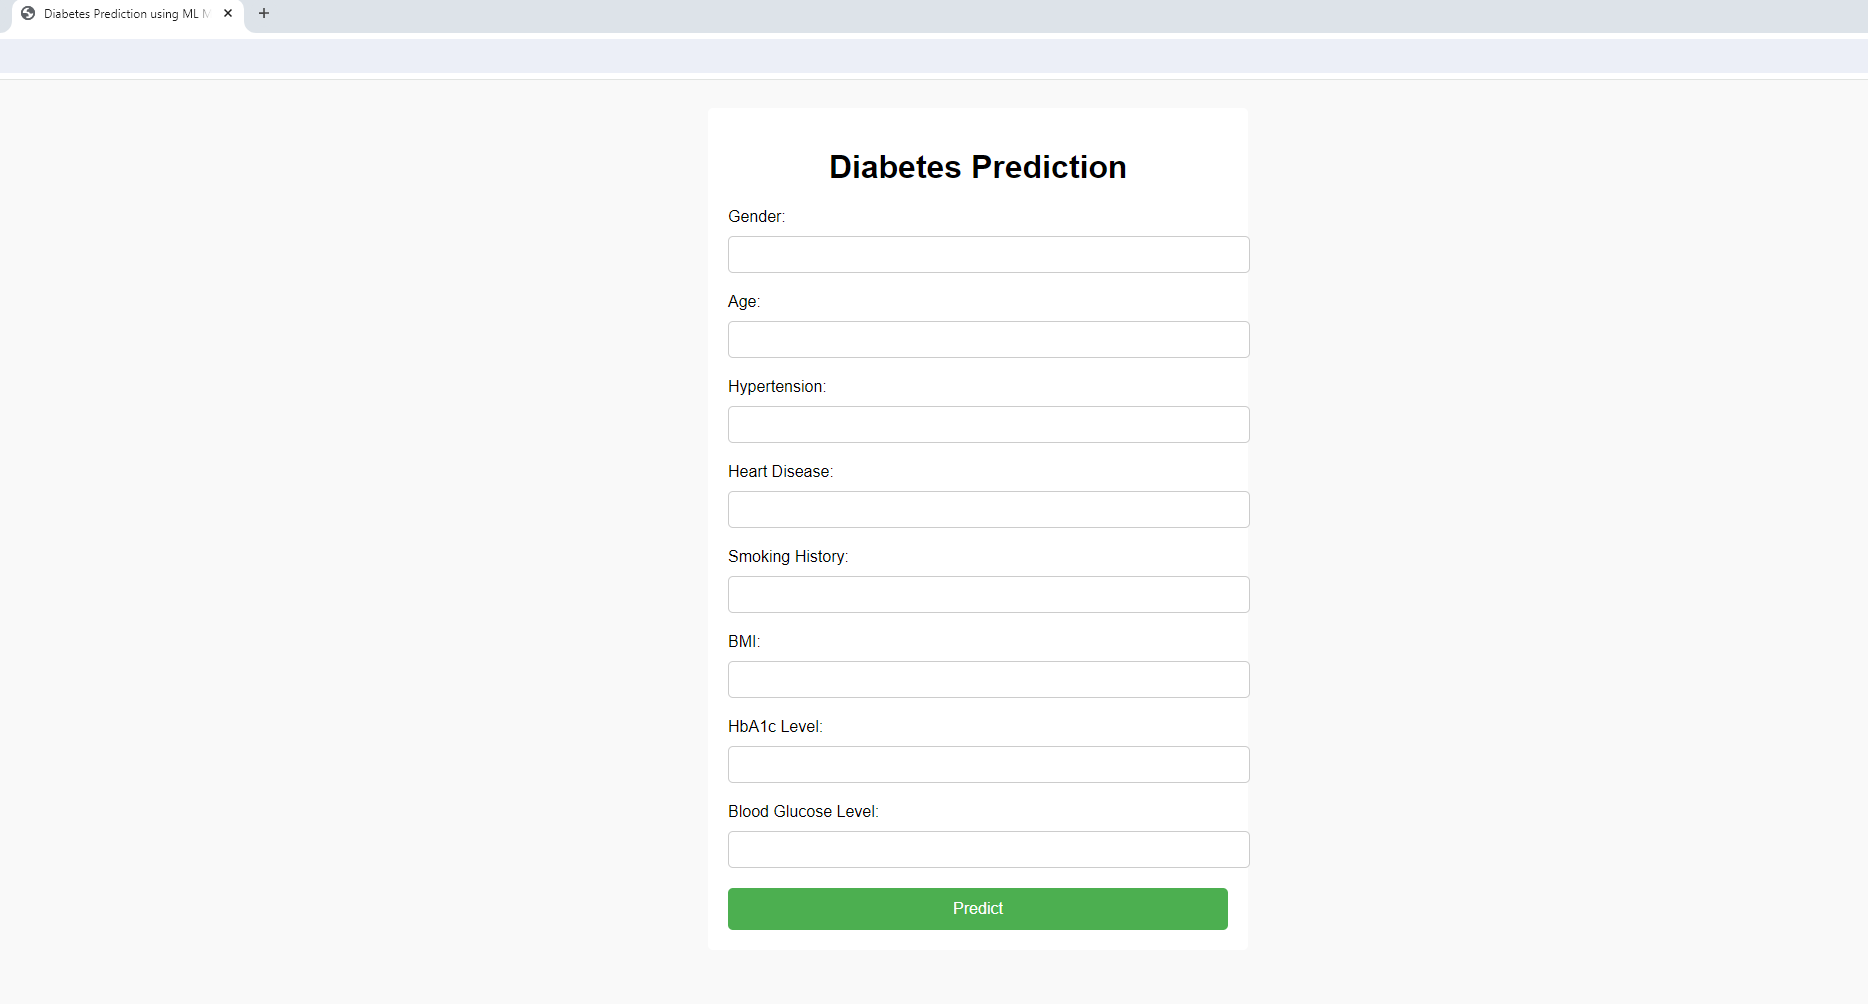 Diabetes Prediction using ML M
Diabetes Prediction
Gender:
Age:
Hypertension:
Heart Disease:
Smoking History:
BMI:
HbA1c Level:
Blood Glucose Level:
Predict